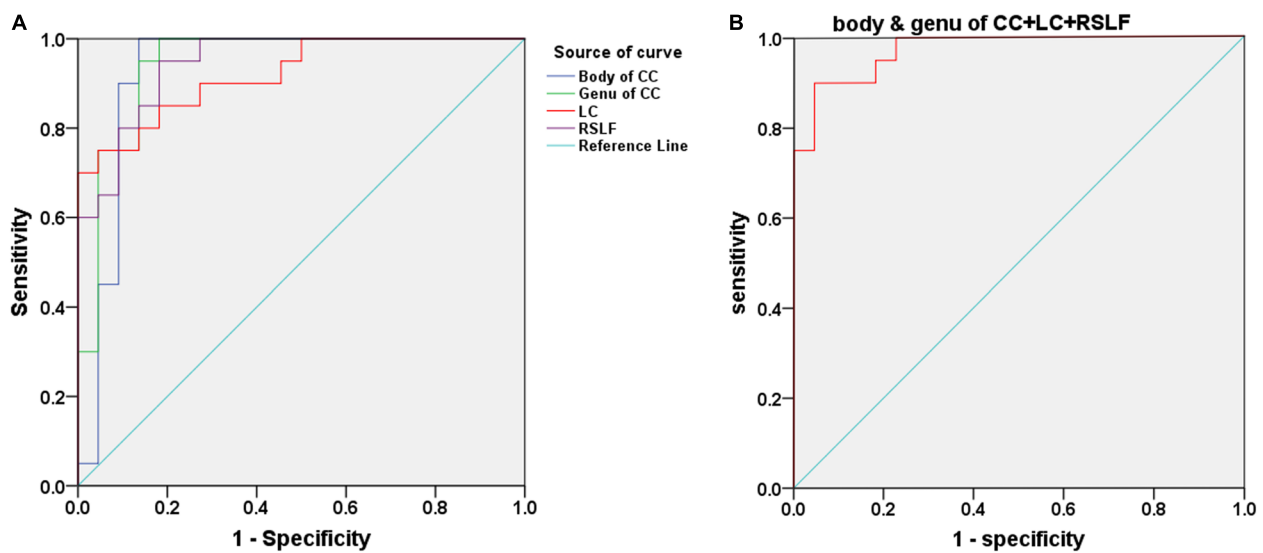 A
Source of curve
Body of CC
Genu of CC
LC
RSLF
Reference Line
Sensitivity
1.0
0.8
0.6
0.4
0.2
0.0
0.0 0.2 0.4 0.6 0.8 1.0
1 - Specificity
B
body & genu of CC+LC+RSLF
sensitivity
1.0
0.8
0.6
0.4
0.2
0.0
0.0 0.2 0.4 0.6 0.8 1.0
1 - specificity